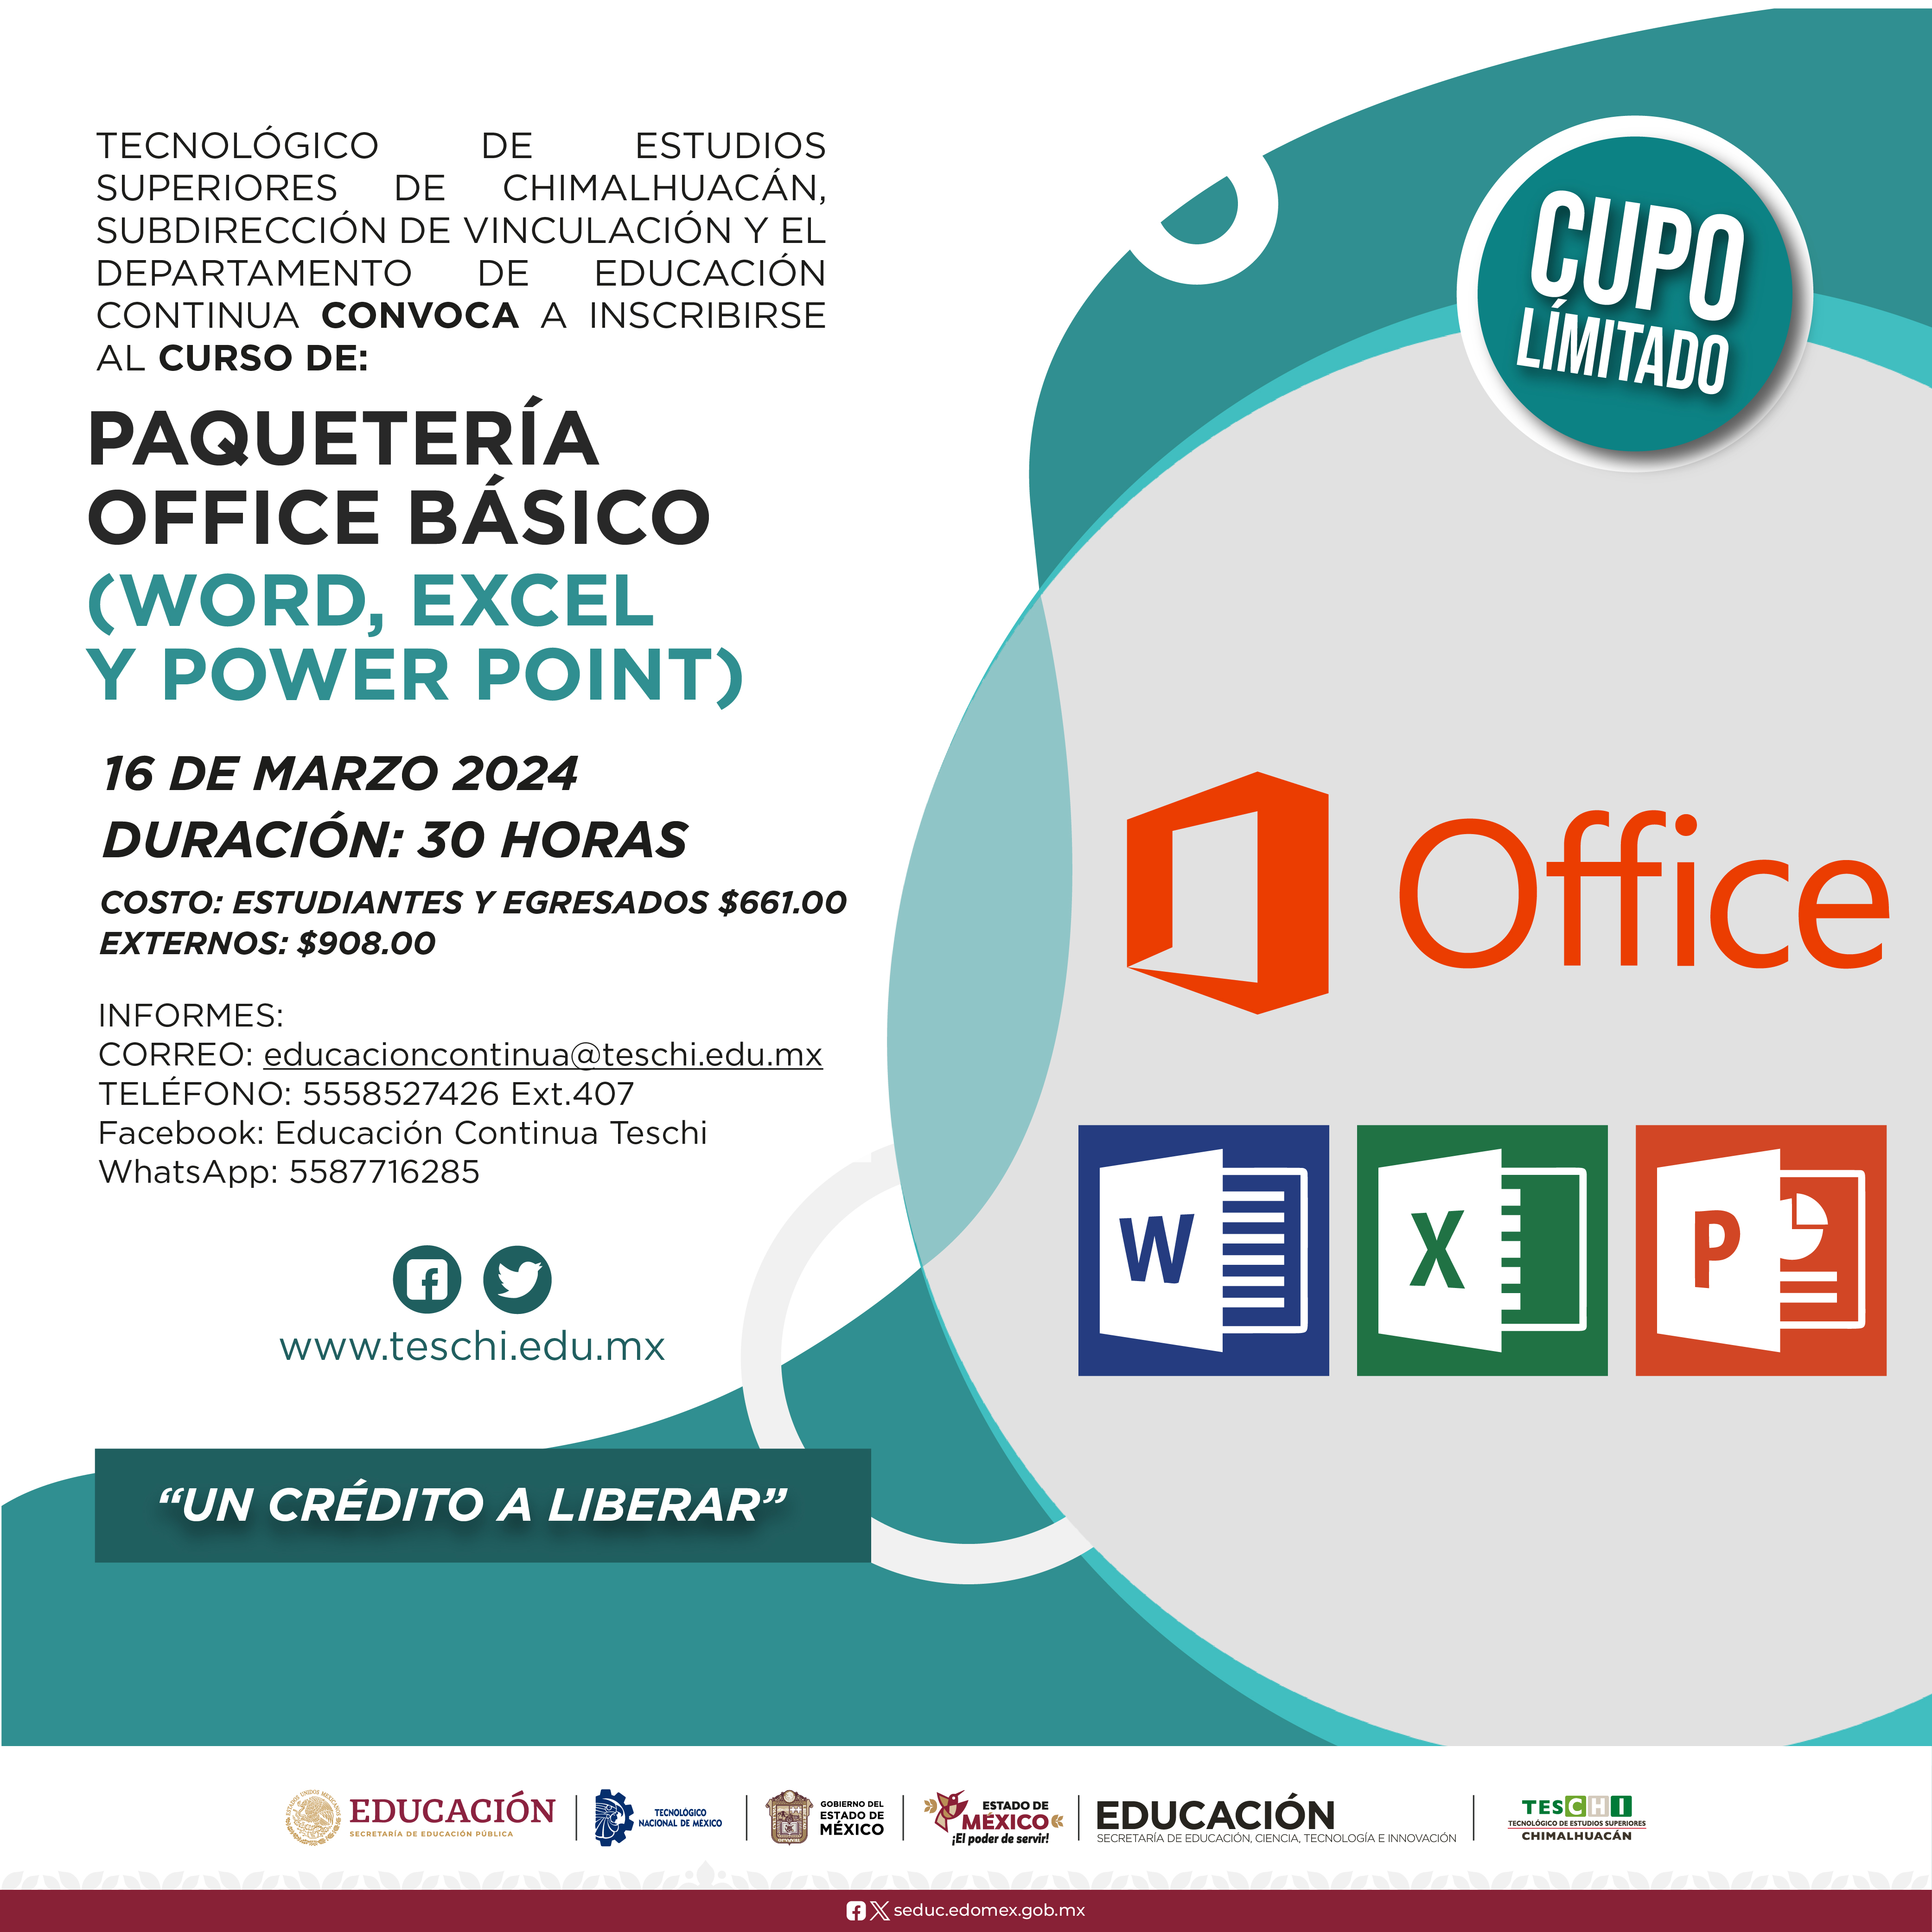 TECNOLÓGICO DE ESTUDIOS
SUPERIORES DE CHIMALHUACÁN,
SUBDIRECCIÓN DE VINCULACIÓN Y EL
DEPARTAMENTO DE EDUCACIÓN
CONTINUA CONVOCA A INSCRIBIRSE
AL CURSO DE:
PAQUETERÍA
OFFICE BÁSICO
(WORD, EXCEL
Y POWER POINT)
16 DE MARZO 2024
DURACIÓN: 30 HORAS
COSTO: ESTUDIANTES Y EGRESADOS $661.00
EXTERNOS: $908.00
INFORMES:
CORREO: educacioncontinua@teschi.edu.mx
TELÉFONO: 5558527426 Ext.407
Facebook: Educación Continua Teschi
WhatsApp: 5587716285
www.teschi.edu.mx
"UN CRÉDITO A LIBERAR"
CUPO
LÍMITADO
Office
W
X
P
ESTADOS UNIDOS MEXICANOS
EDUCACIÓN
SECRETARÍA DE EDUCACIÓN PÚBLICA
TECNOLÓGICO
NACIONAL DE MÉXICO
GOBIERNO DEL
ESTADO DE
MÉXICO
ESTADO DE
MÉXICO
¡El poder de servir!
EDUCACIÓN
SECRETARÍA DE EDUCACIÓN, CIENCIA, TECNOLOGÍA E INNOVACIÓN
TESCHI
TECNOLÓGICO DE ESTUDIOS SUPERIORES
CHIMALHUACÁN
seduc.edomex.gob.mx